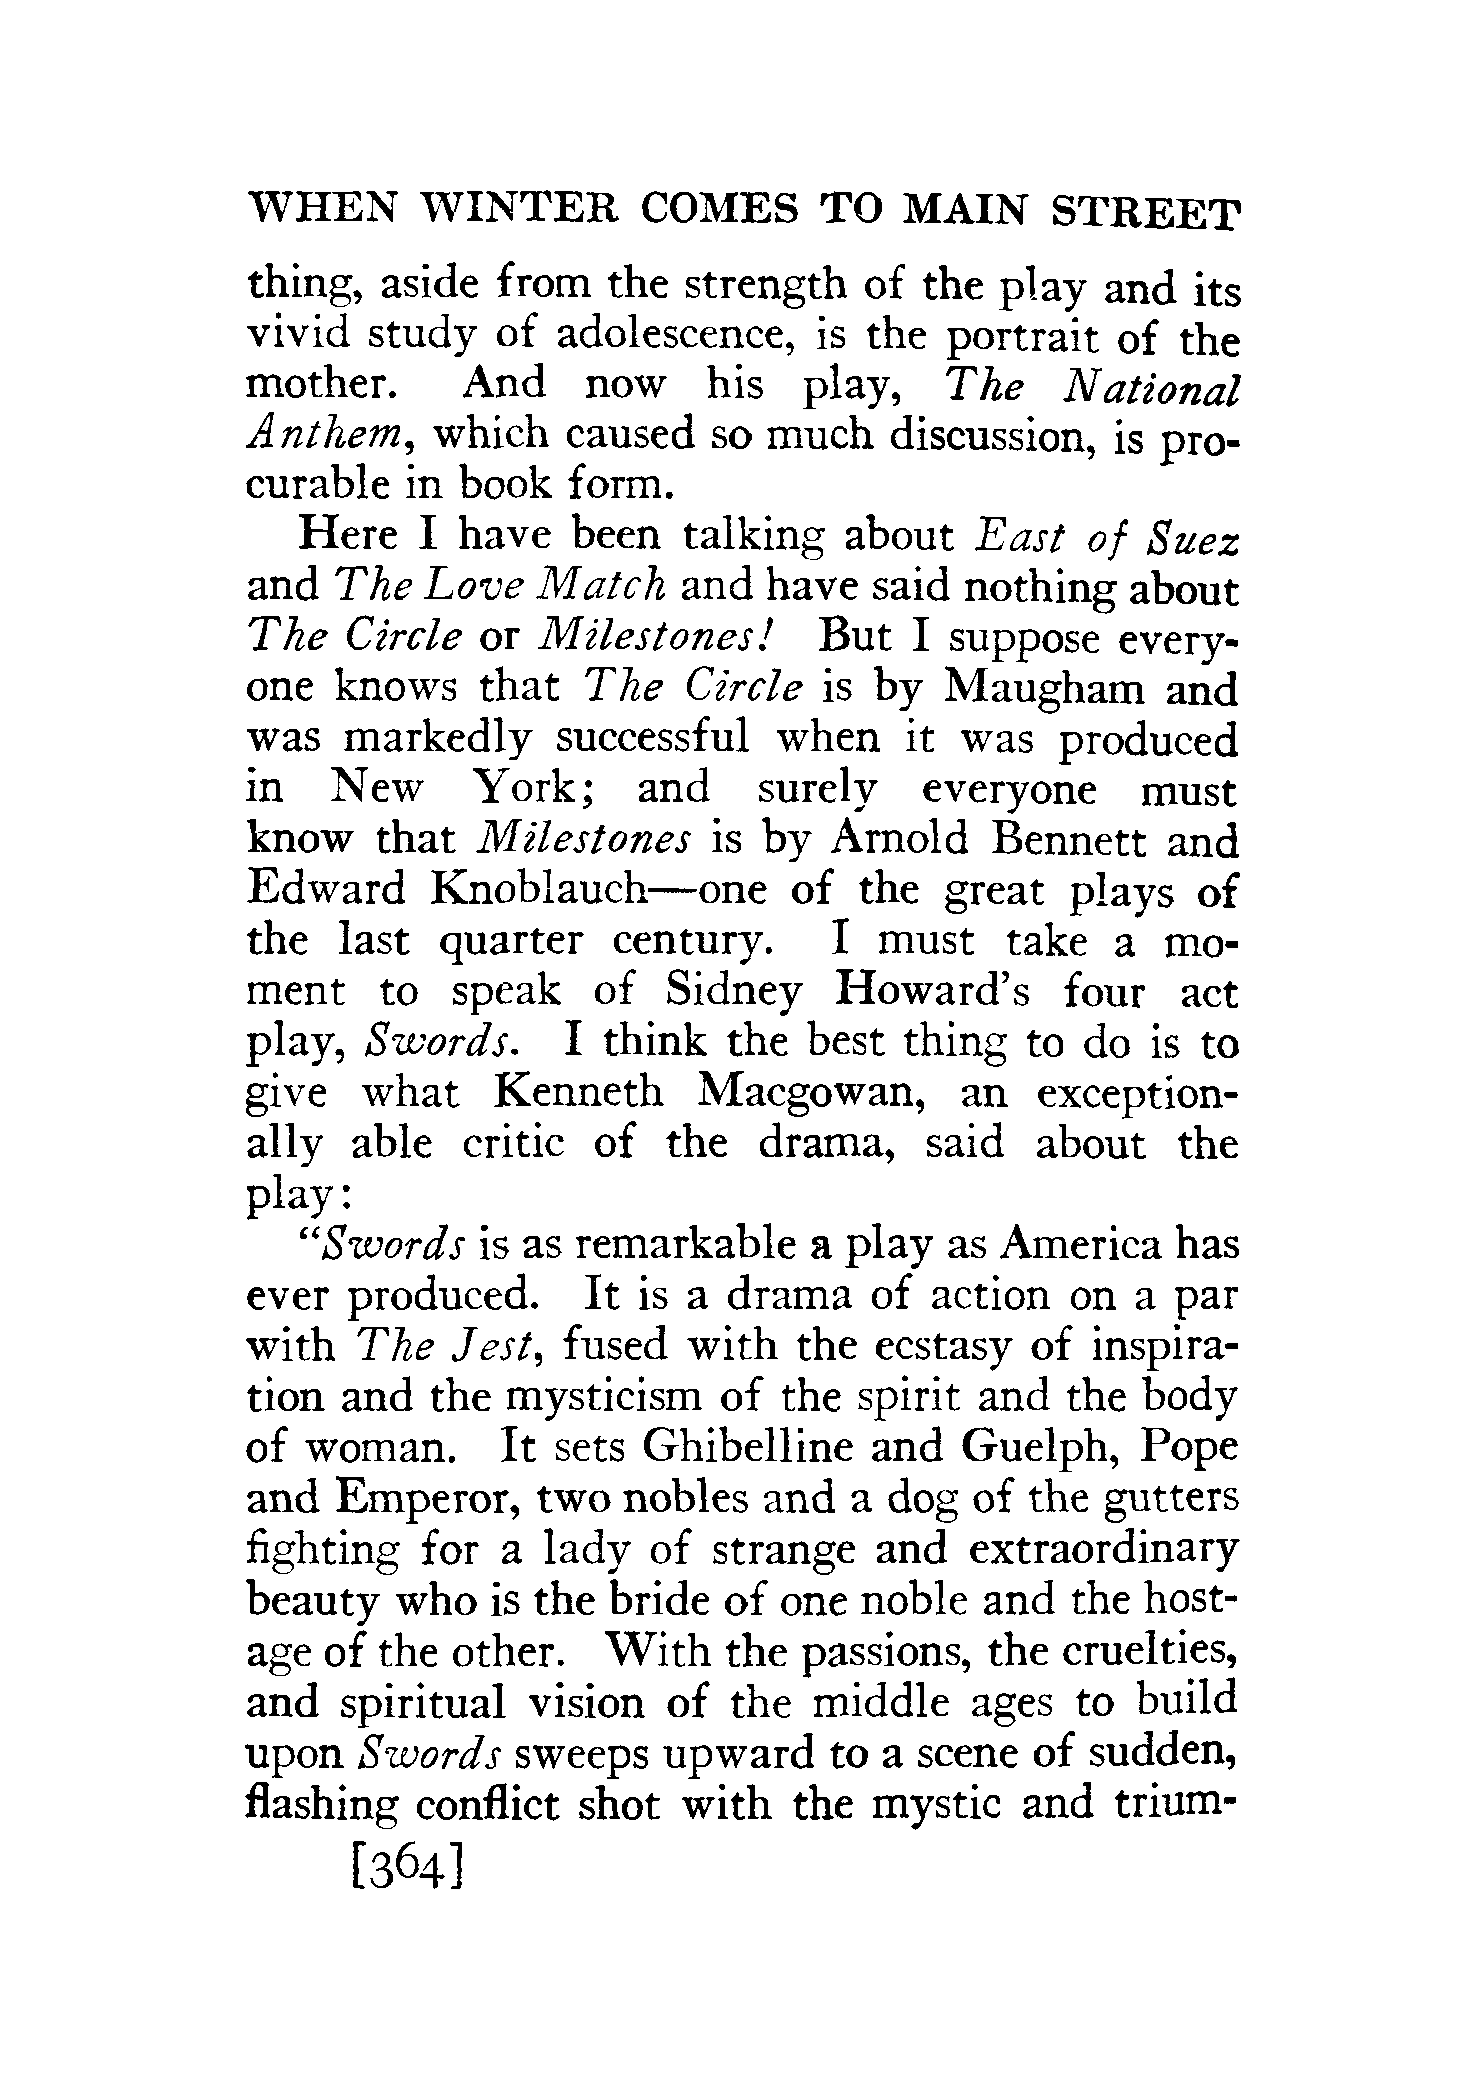 WHEN WINTER COMES TO MAIN STREET
thing, aside from the strength of the play and its
vivid study of adolescence, is the portrait of the
mother. And now his play, The National
Anthem, which caused so much discussion, is pro-
curable in book form.
Here I have been talking about East of Suez
and The Love Match and have said nothing about
The Circle or Milestones! But I suppose every-
one knows that The Circle is by Maugham and
was markedly successful when it was produced
in New York; and surely everyone must
know that Milestones is by Arnold Bennett and
Edward Knoblauch—one of the great plays of
the last quarter century. I must take a mo-
ment to speak of Sidney Howard's four act
play, Swords. I think the best thing to do is to
give what Kenneth Macgowan, an exception-
ally able critic of the drama, said about the
play:
"Swords is as remarkable a play as America has
ever produced. It is a drama of action on a par
with The Jest, fused with the ecstasy of inspira-
tion and the mysticism of the spirit and the body
of woman. It sets Ghibelline and Guelph, Pope
and Emperor, two nobles and a dog of the gutters
fighting for a lady of strange and extraordinary
beauty who is the bride of one noble and the host-
age of the other. With the passions, the cruelties,
and spiritual vision of the middle ages to build
upon Swords sweeps upward to a scene of sudden,
flashing conflict shot with the mystic and trium-
[364]